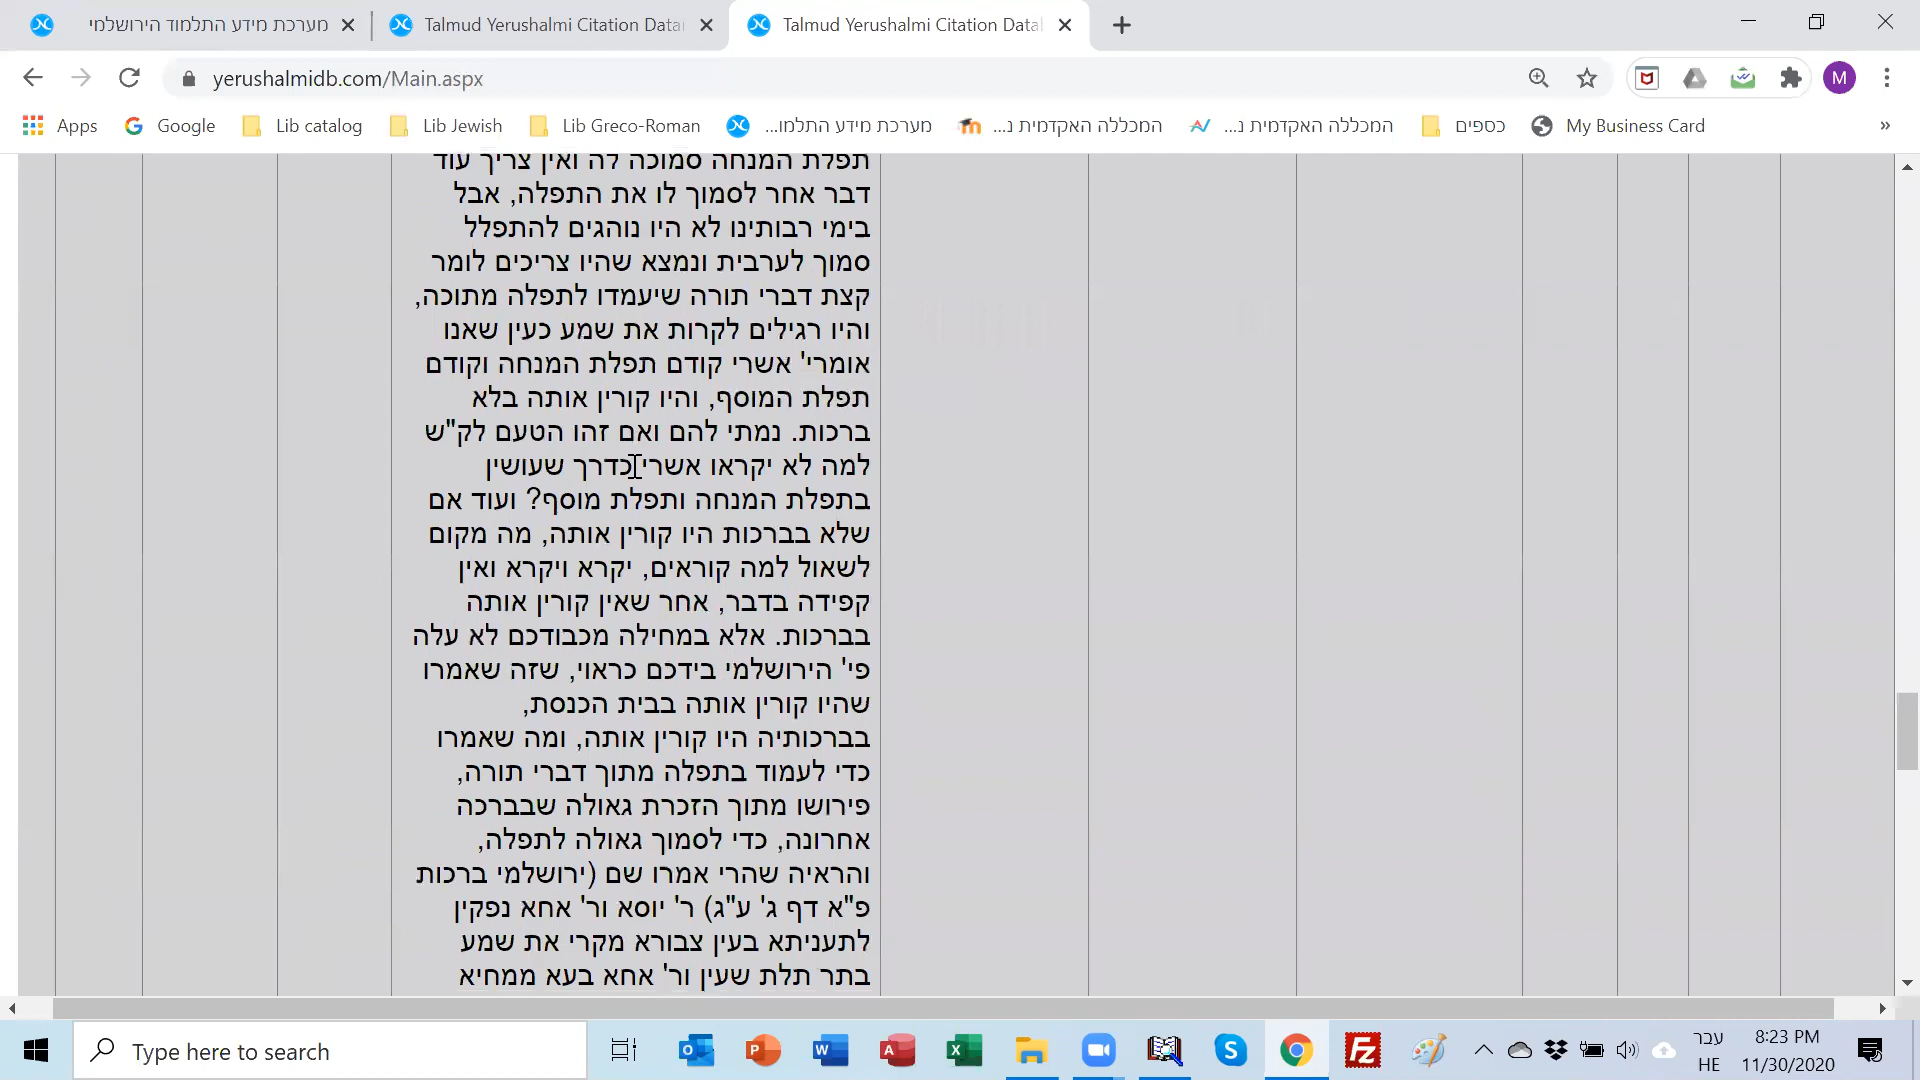 מערכת מידע התלמוד הירושלמי
Talmud Yerushalmi Citation Data
Talmud Yerushalmi Citation Data
yerushalmidb.com/Main.aspx
M
Apps
Google
Lib catalog
Lib Jewish
Lib Greco-Roman
מערכת מידע התלמו...
המכללה האקדמית נ...
המכללה האקדמית נ...
כספים
My Business Card
»
תפלת המנחה סמוכה לה ואין צריך עוד
דבר אחר לסמוך לו את התפלה, אבל
בימי רבותינו לא היו נוהגים להתפלל
סמוך לערבית ונמצא שהיו צריכים לומר
קצת דברי תורה שיעמדו לתפלה מתוכה,
והיו רגילים לקרות את שמע כעין שאנו
אומרי' אשרי קודם תפלת המנחה וקודם
תפלת המוסף, והיו קורין אותה בלא
ברכות. נמתי להם ואם זהו הטעם לק"ש
למה לא יקראו אשרי כדרך שעושין
בתפלת המנחה ותפלת מוסף? ועוד אם
שלא בברכות היו קורין אותה, מה מקום
לשאול למה קוראים, יקרא ויקרא ואין
קפידה בדבר, אחר שאין קורין אותה
בברכות. אלא במחילה מכבודכם לא עלה
פי' הירושלמי בידכם כראוי, שזה שאמרו
שהיו קורין אותה בבית הכנסת,
בברכותיה היו קורין אותה, ומה שאמרו
כדי לעמוד בתפלה מתוך דברי תורה,
פירושו מתוך הזכרת גאולה שבברכה
אחרונה, כדי לסמוך גאולה לתפלה,
והראיה שהרי אמרו שם (ירושלמי ברכות
פ"א דף ג' ע"ג) ר' יוסא ור' אחא נפקין
לתעניתא בעין צבורא מקרי את שמע
בתר תלת שעין ור' אחא בעא ממחיא
Type here to search
עבר
HE
8:23 PM
11/30/2020